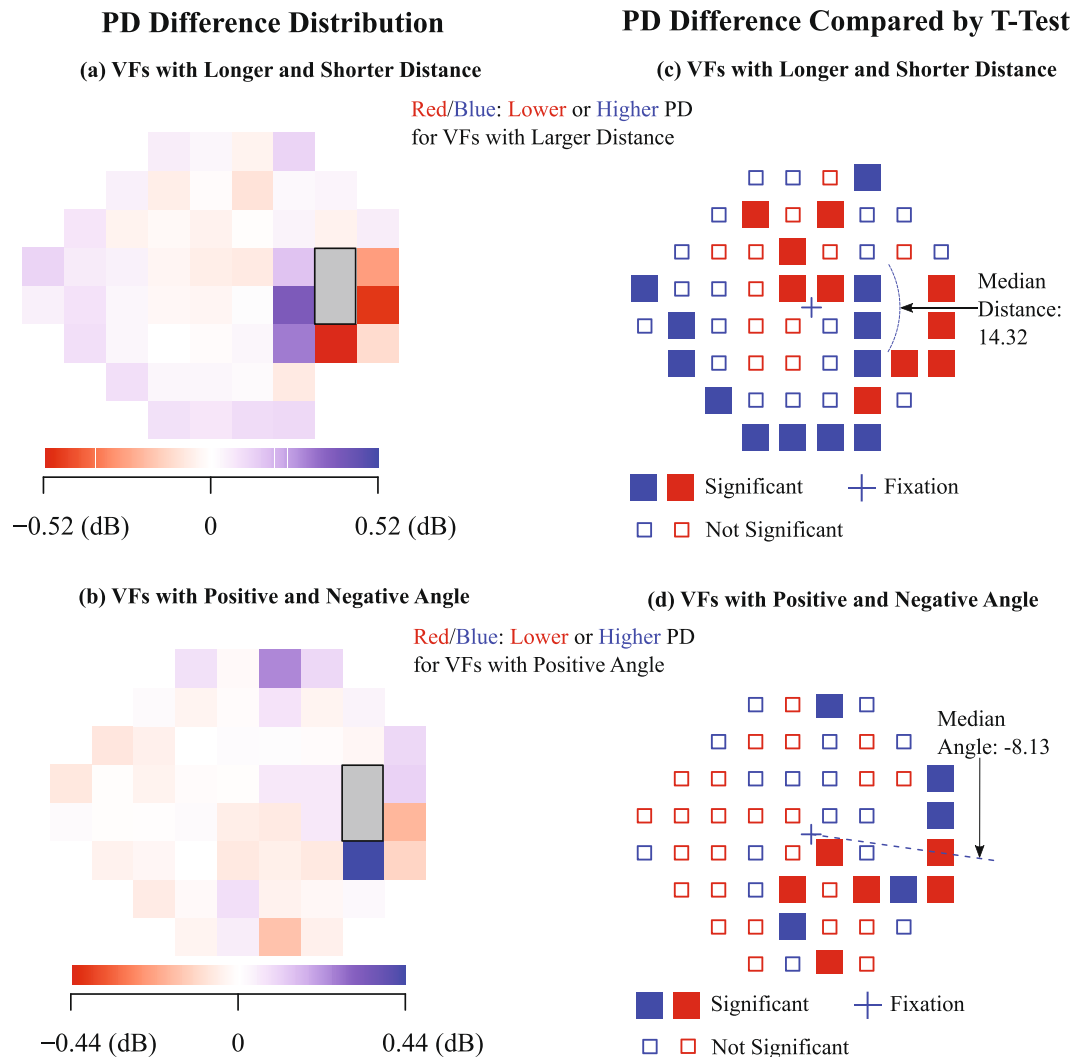 PD Difference Distribution
PD Difference Compared by T-Test
(a) VFs with Longer and Shorter Distance
(c) VFs with Longer and Shorter Distance
Red/Blue: Lower or Higher PD
for VFs with Larger Distance
Median
Distance:
14.32
−0.52 (dB)
0
0.52 (dB)
Significant
Fixation
Not Significant
(b) VFs with Positive and Negative Angle
(d) VFs with Positive and Negative Angle
Red/Blue: Lower or Higher PD
for VFs with Positive Angle
Median
Angle: -8.13
−0.44 (dB)
0
0.44 (dB)
Significant
Fixation
Not Significant